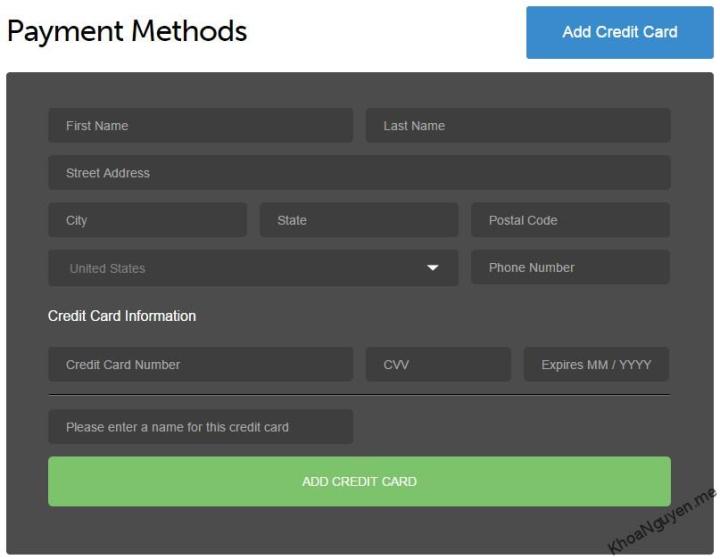 Payment Methods
Add Credit Card
First Name
Last Name
Street Address
City
State
Postal Code
United States
Phone Number
Credit Card Information
Credit Card Number
CVV
Expires MM / YYYY
Please enter a name for this credit card
ADD CREDIT CARD
KhoaNguyen.me